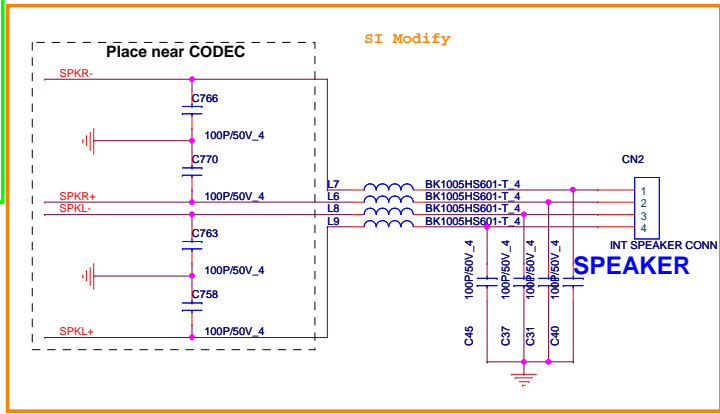 SI Modify
Place near CODEC
SPKR-
C766
100P/50V_4
C770
SPKR+
100P/50V_4
SPKL-
C763
100P/50V_4
C758
SPKL+
100P/50V_4
L7 BK1005HS601-T_4
L6 BK1005HS601-T_4
L8 BK1005HS601-T_4
L9 BK1005HS601-T_4
CN2
1
2
3
4
INT SPEAKER CONN
SPEAKER
100P/50V_4
100P/50V_4
100P/50V_4
100P/50V_4
C45
C37
C31
C40